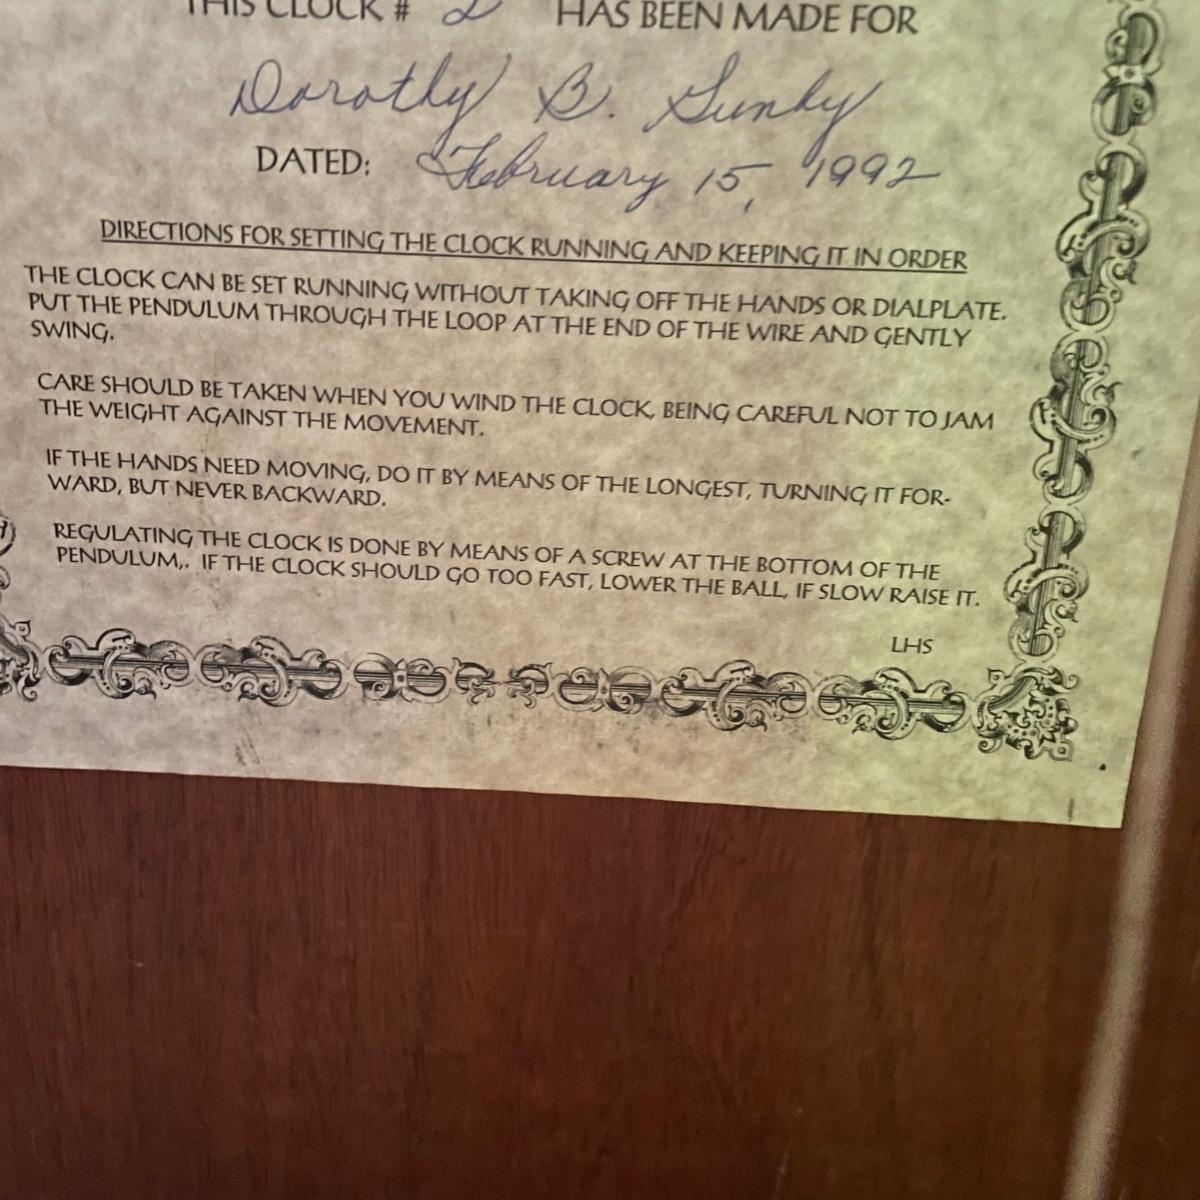 THIS CLOCK # 2 HAS BEEN MADE FOR
Dorothy B.
DATED: February 15, 1992
DIRECTIONS FOR SETTING THE CLOCK RUNNING AND KEEPING IT IN ORDER
THE CLOCK CAN BE SET RUNNING WITHOUT TAKING OFF THE HANDS OR DIALPLATE.
PUT THE PENDULUM THROUGH THE LOOP AT THE END OF THE WIRE AND GENTLY
SWING.
CARE SHOULD BE TAKEN WHEN YOU WIND THE CLOCK, BEING CAREFUL NOT TO JAM
THE WEIGHT AGAINST THE MOVEMENT.
IF THE HANDS NEED MOVING, DO IT BY MEANS OF THE LONGEST, TURNING IT FOR-
WARD, BUT NEVER BACKWARD.
REGULATING THE CLOCK IS DONE BY MEANS OF A SCREW AT THE BOTTOM OF THE
PENDULUM,. IF THE CLOCK SHOULD GO TOO FAST, LOWER THE BALL, IF SLOW RAISE IT.
LHS